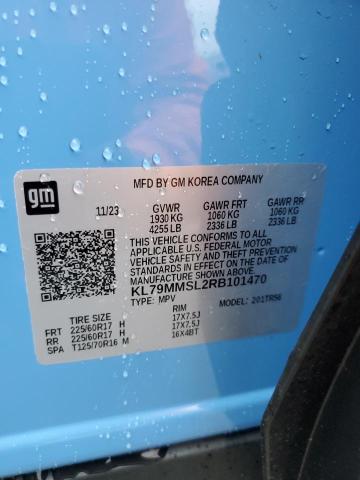 MFD BY GM KOREA COMPANY
gm
11/23 GVWR GAWR FRT GAWR RR
1930 KG 1060 KG 1060 KG
4255 LB 2336 LB 2336 LB
THIS VEHICLE CONFORMS TO ALL
APPLICABLE U.S. FEDERAL MOTOR
VEHICLE SAFETY AND THEFT PREVENTION
STANDARDS IN EFFECT ON THE DATE OF
MANUFACTURE SHOWN ABOVE.
KL79MMSL2RB101470
TYPE: MPV MODEL: 201TR56
TIRE SIZE RIM
FRT 225/60R17 H 17X7.5J
RR 225/60R17 H 17X7.5J
SPA T125/70R16 M 16X4BT